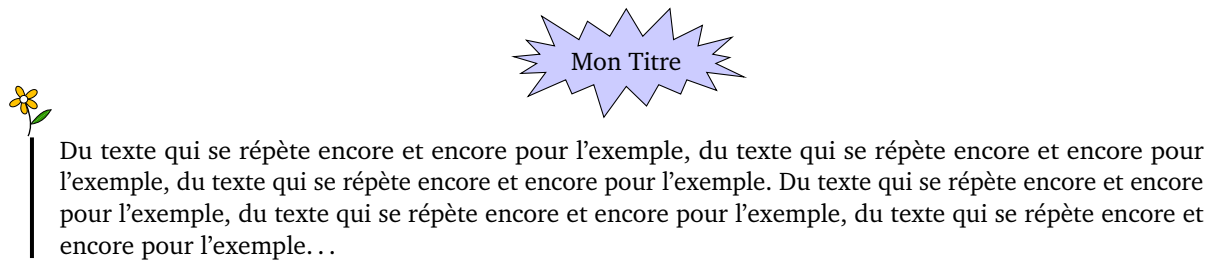 Mon Titre
Du texte qui se répète encore et encore pour l’exemple, du texte qui se répète encore et encore pour
l’exemple, du texte qui se répète encore et encore pour l’exemple. Du texte qui se répète encore et encore
pour l’exemple, du texte qui se répète encore et encore pour l’exemple, du texte qui se répète encore et
encore pour l’exemple…